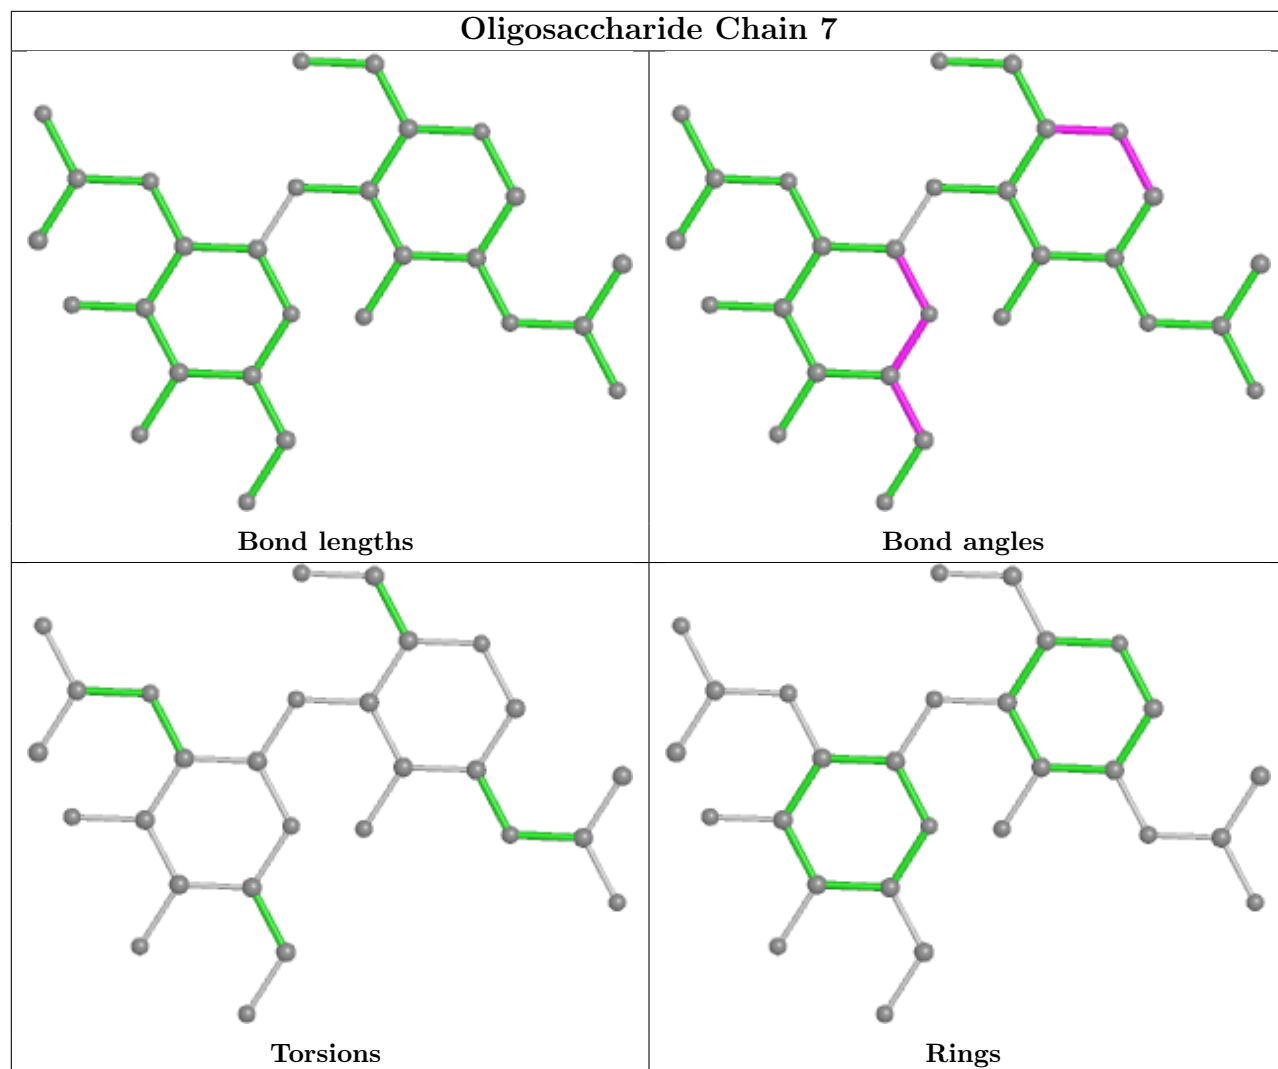 Oligosaccharide Chain 7
Bond lengths
Bond angles
Torsions
Rings